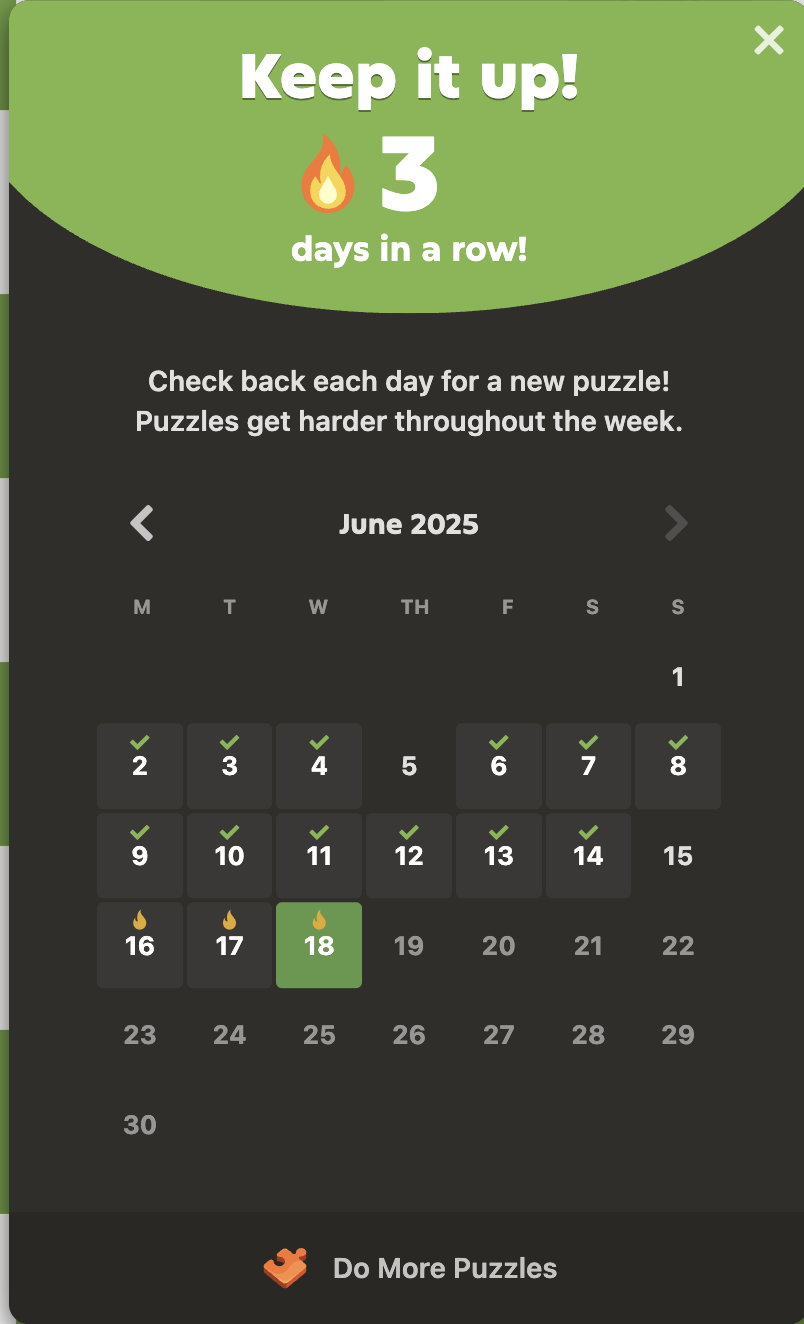 Keep it up!
3
days in a row!
Check back each day for a new puzzle!
Puzzles get harder throughout the week.
June 2025
M T W TH F S S
1
2 3 4 5 6 7 8
9 10 11 12 13 14 15
16 17 18 19 20 21 22
23 24 25 26 27 28 29
30
Do More Puzzles